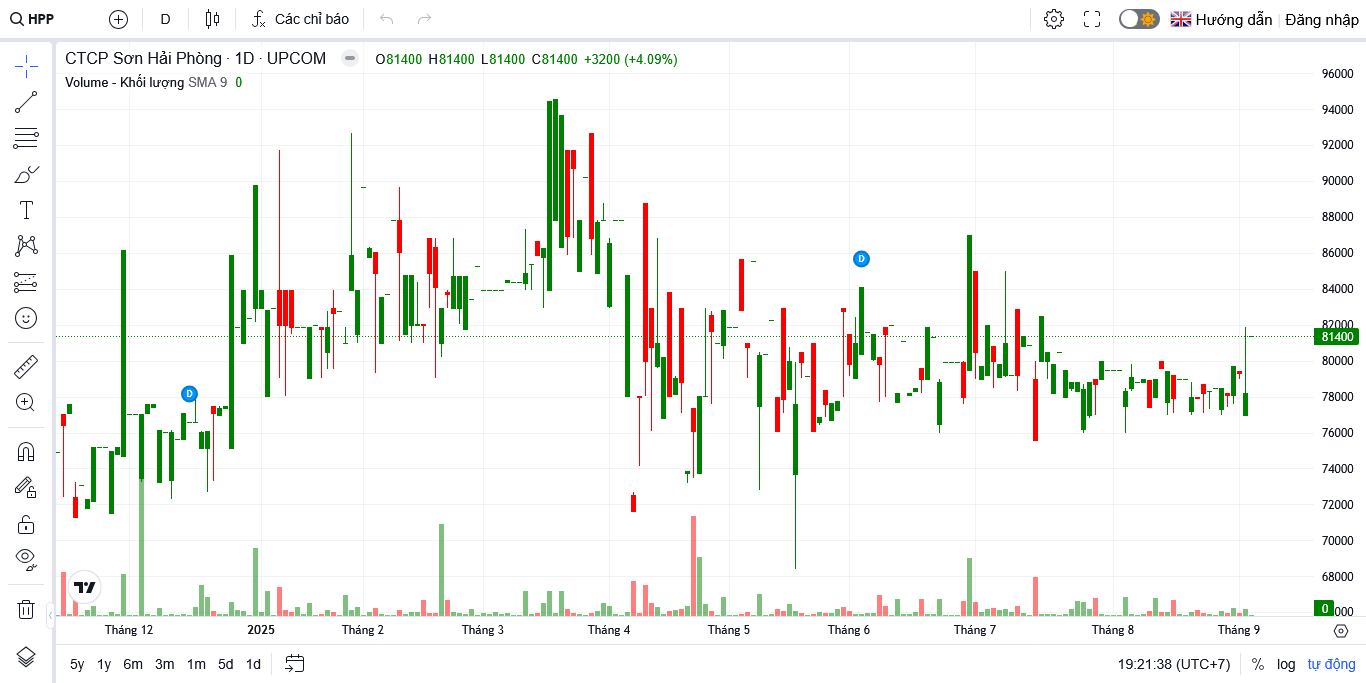 HPP D Các chỉ báo Hướng dẫn Đăng nhập
CTCP Sơn Hải Phòng · 1D · UPCOM O81400 H81400 L81400 C81400 +3200 (+4.09%)
Volume - Khối lượng SMA 9 0
96000
94000
92000
90000
88000
86000
84000
82000
81400
80000
78000
76000
74000
72000
70000
68000
0
000
D
D
Tháng 12 2025 Tháng 2 Tháng 3 Tháng 4 Tháng 5 Tháng 6 Tháng 7 Tháng 8 Tháng 9
5y 1y 6m 3m 1m 5d 1d 19:21:38 (UTC+7) % log tự động